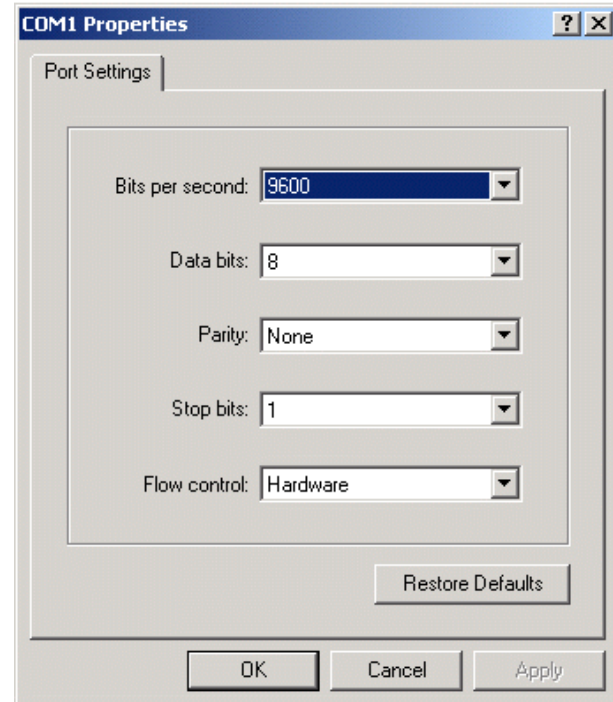 COM1 Properties
Port Settings
Bits per second: 9600
Data bits: 8
Parity: None
Stop bits: 1
Flow control: Hardware
Restore Defaults
OK Cancel Apply